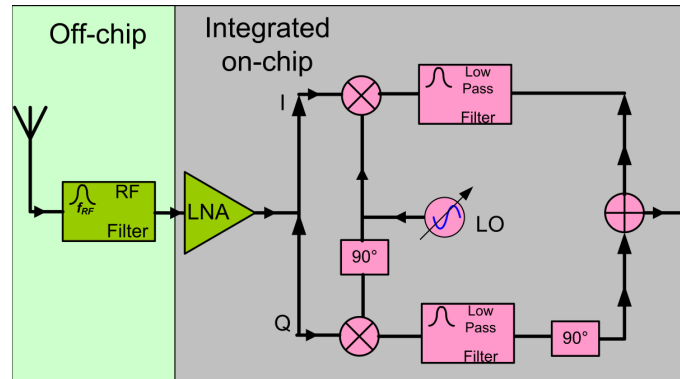 Off-chip
Integrated
on-chip
I
Low
Pass
Filter
RF
fRF
Filter
LNA
LO
90°
Q
Low
Pass
Filter
90°